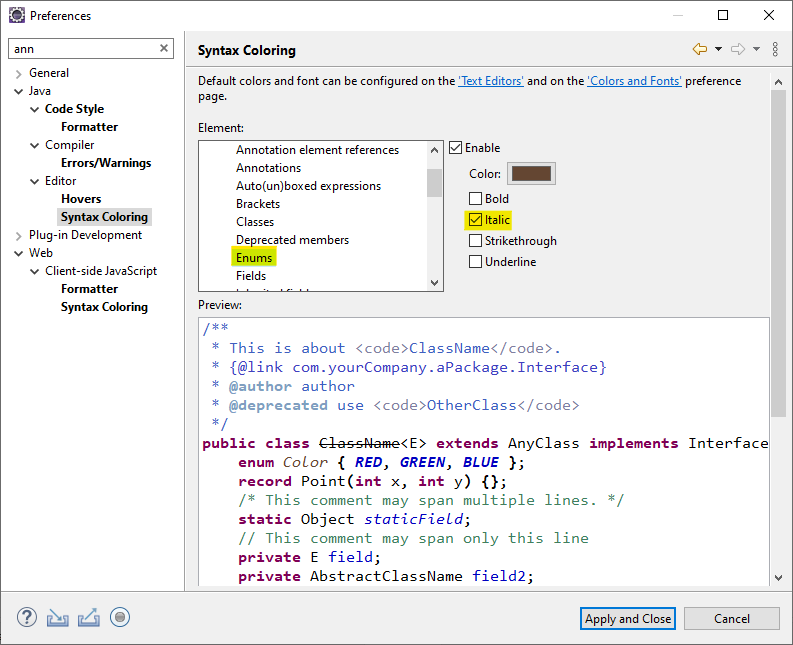 Preferences
ann
General
Java
Code Style
Formatter
Compiler
Errors/Warnings
Editor
Hovers
Syntax Coloring
Plug-in Development
Web
Client-side JavaScript
Formatter
Syntax Coloring
Syntax Coloring
Default colors and font can be configured on the 'Text Editors' and on the 'Colors and Fonts' preference
page.
Element:
Annotation element references
Annotations
Auto(un)boxed expressions
Brackets
Classes
Deprecated members
Enums
Fields
Enable
Color:
Bold
Italic
Strikethrough
Underline
Preview:
/**
 * This is about <code>ClassName</code>.
 * {@link com.yourCompany.aPackage.Interface}
 * @author author
 * @deprecated use <code>OtherClass</code>
 */
public class ClassName<E> extends AnyClass implements Interface
    enum Color { RED, GREEN, BLUE };
    record Point(int x, int y) {};
    /* This comment may span multiple lines. */
    static Object staticField;
    // This comment may span only this line
    private E field;
    private AbstractClassName field2;
Apply and Close
Cancel